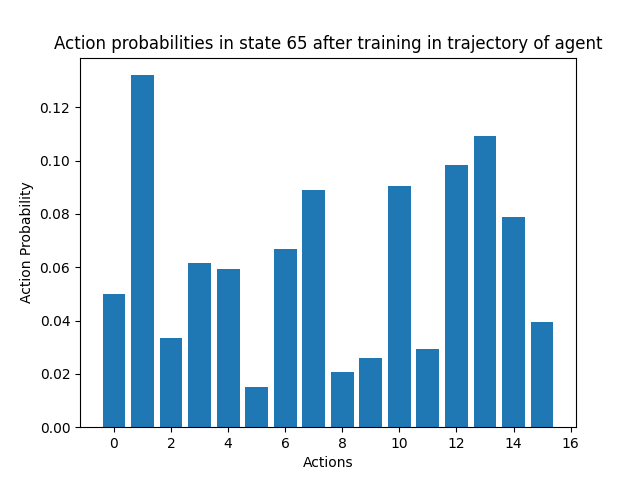 Action probabilities in state 65 after training in trajectory of agent
0.12
0.10
0.08
0.06
0.04
0.02
0.00
Action Probability
0 2 4 6 8 10 12 14 16
Actions